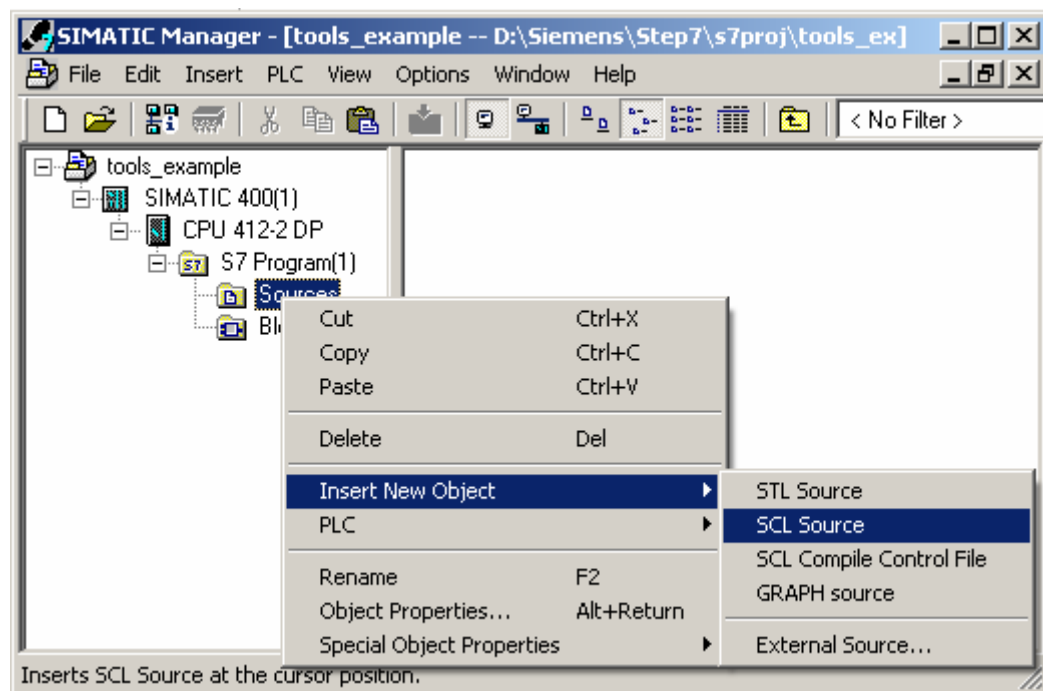 SIMATIC Manager - [tools_example -- D:\Siemens\Step7\s7proj\tools_ex]
File Edit Insert PLC View Options Window Help
< No Filter >
tools_example
SIMATIC 400(1)
CPU 412-2 DP
S7 Program(1)
Sources
Cut Ctrl+X
Copy Ctrl+C
Paste Ctrl+V
Delete Del
Insert New Object
PLC
Rename F2
Object Properties... Alt+Return
Special Object Properties
STL Source
SCL Source
SCL Compile Control File
GRAPH source
External Source...
Inserts SCL Source at the cursor position.